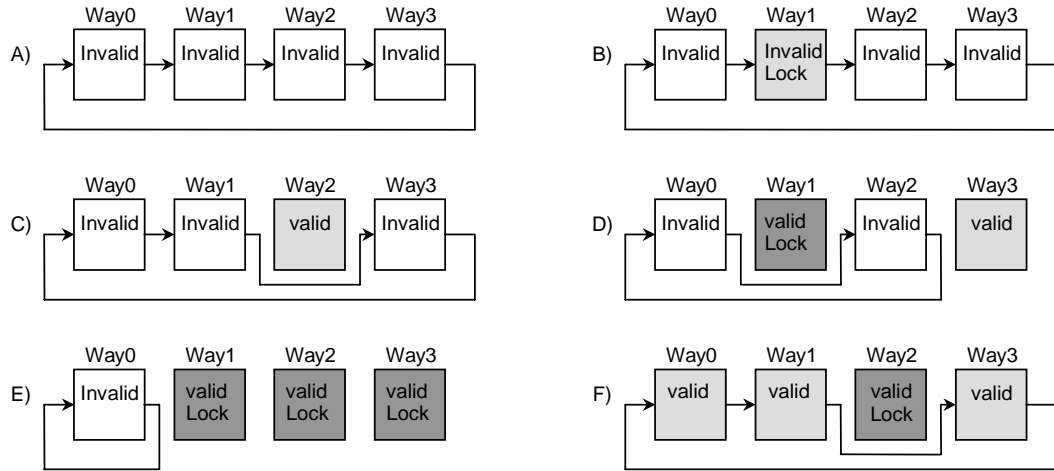 Way0 Way1 Way2 Way3
A) Invalid Invalid Invalid Invalid
Way0 Way1 Way2 Way3
B) Invalid Invalid Invalid Invalid
Lock
Way0 Way1 Way2 Way3
C) Invalid Invalid valid Invalid
Way0 Way1 Way2 Way3
D) Invalid valid Invalid valid
Lock
Way0 Way1 Way2 Way3
E) Invalid valid valid valid
Lock Lock Lock
Way0 Way1 Way2 Way3
F) valid valid valid valid
Lock